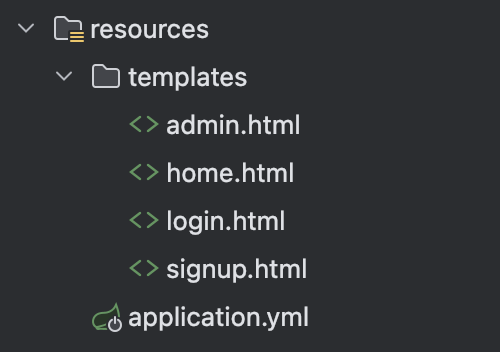 resources
templates
admin.html
home.html
login.html
signup.html
application.yml